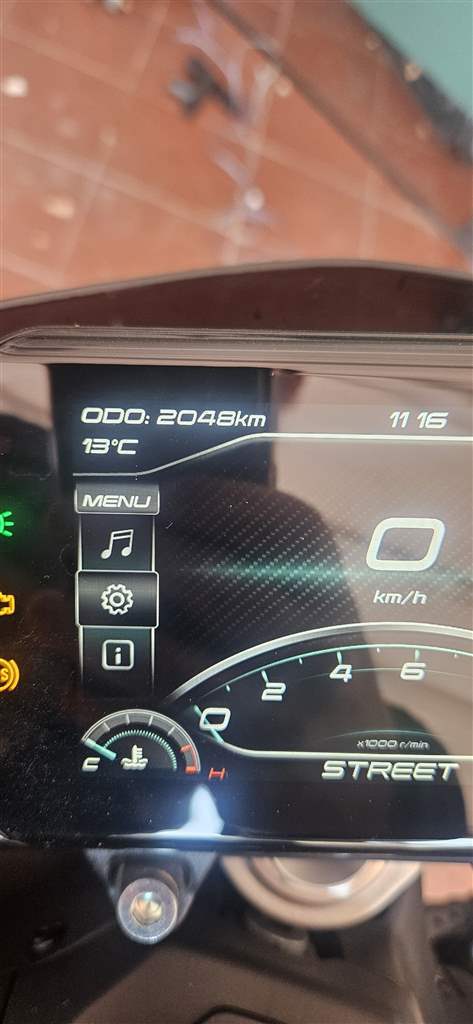 ODO: 2048km
11 16
13°C
MENU
0
km/h
i
0
2
4
6
x1000 r/min
C
H
STREET